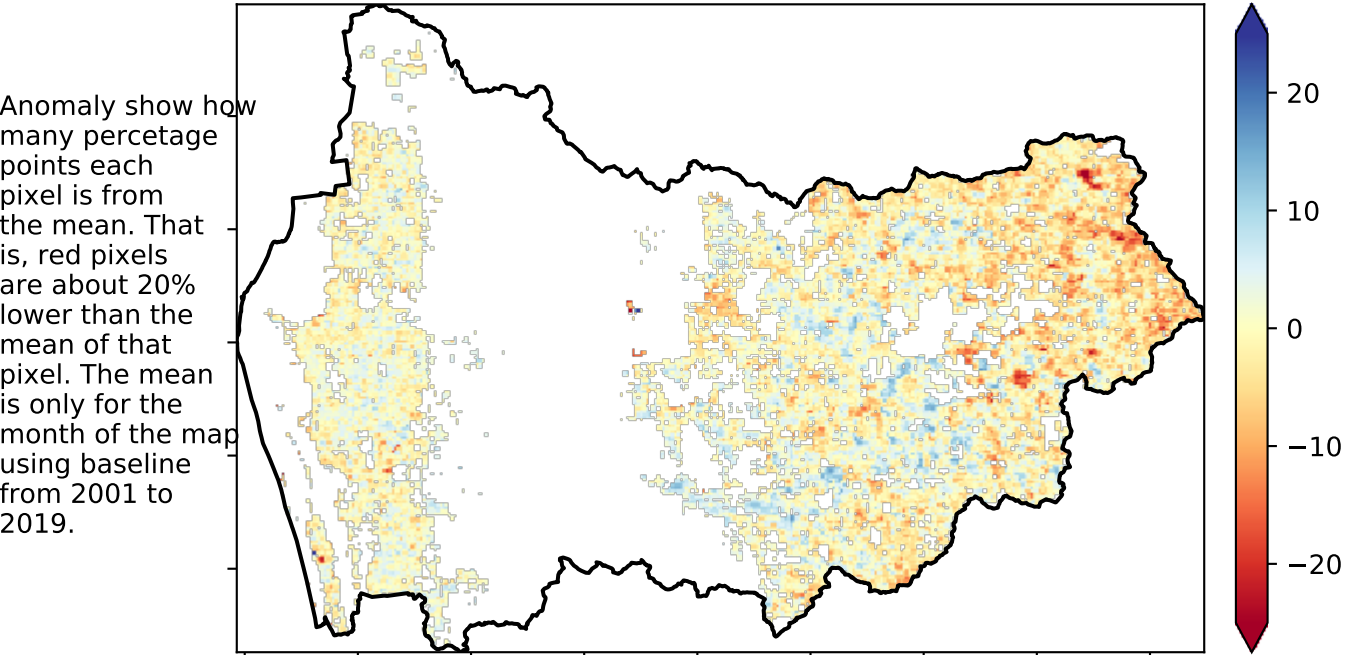 Anomaly show how
many percetage
points each
pixel is from
the mean. That
is, red pixels
are about 20%
lower than the
mean of that
pixel. The mean
is only for the
month of the map
using baseline
from 2001 to
2019.
20
10
0
−10
−20